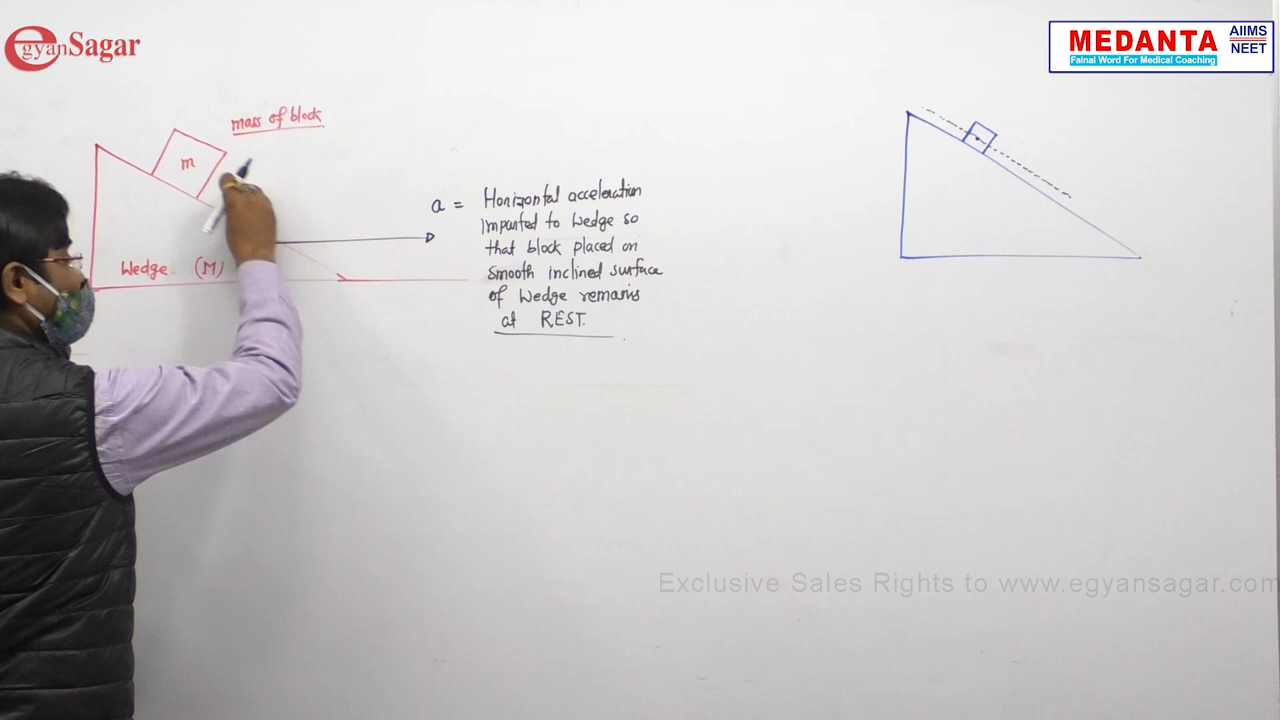 egyanSagar
MEDANTA
AIIMS
NEET
Fainal Word For Medical Coaching
mass of block
m
Wedge (M)
a = Horizontal acceleration
imparted to Wedge so
that block placed on
smooth inclined surface
of Wedge remains
at REST.
Exclusive Sales Rights to www.egyansagar.com